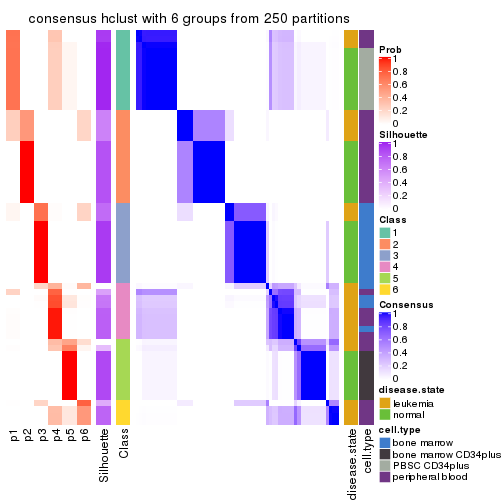 consensus hclust with 6 groups from 250 partitions
Prob
1
0.8
0.6
0.4
0.2
0
Silhouette
1
0.8
0.6
0.4
0.2
0
Class
1
2
3
4
5
6
Consensus
1
0.8
0.6
0.4
0.2
0
disease.state
leukemia
normal
cell.type
bone marrow
bone marrow CD34plus
PBSC CD34plus
peripheral blood
p1
p2
p3
p4
p5
p6
Silhouette
Class
disease.state
cell.type